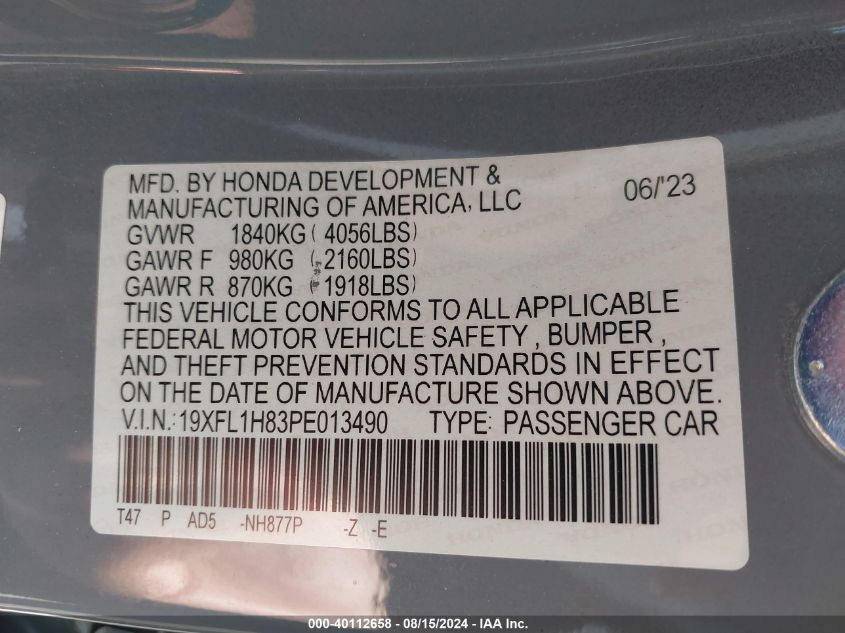 MFD. BY HONDA DEVELOPMENT &
MANUFACTURING OF AMERICA, LLC 06/'23
GVWR 1840KG ( 4056LBS)
GAWR F 980KG ( 2160LBS)
GAWR R 870KG ( 1918LBS)
THIS VEHICLE CONFORMS TO ALL APPLICABLE
FEDERAL MOTOR VEHICLE SAFETY , BUMPER ,
AND THEFT PREVENTION STANDARDS IN EFFECT
ON THE DATE OF MANUFACTURE SHOWN ABOVE.
V.I.N.:19XFL1H83PE013490 TYPE: PASSENGER CAR
T47 P AD5 -NH877P -Z -E
000-40112658 - 08/15/2024 - IAA Inc.